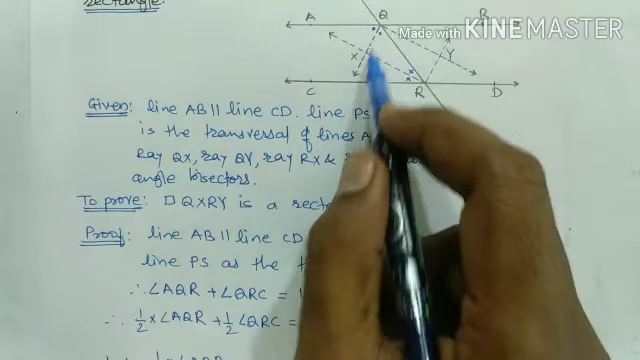 rectangle.
A Q B
Made with KINEMASTER
X Y
C R D
Given: line AB || line CD. line PS
is the transversal of lines A
Ray QX, ray QY, ray RX &
angle bisectors.
To prove: □ QXRY is a rect
Proof: line AB || line CD
line PS as the t
∴ ∠AQR + ∠QRC = 1
∴ 1/2 × ∠AQR + 1/2 ∠QRC =